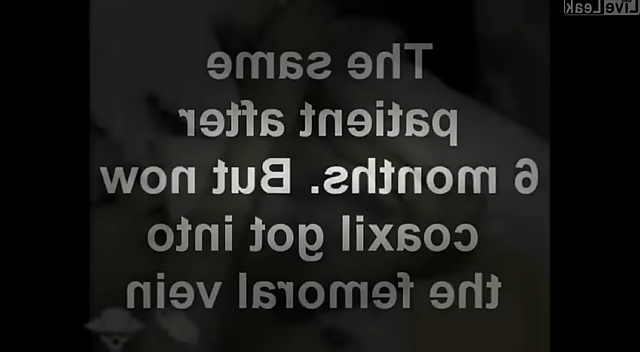 LiveLeak
The same
patient after
6 months. But now
coaxil got into
the femoral vein